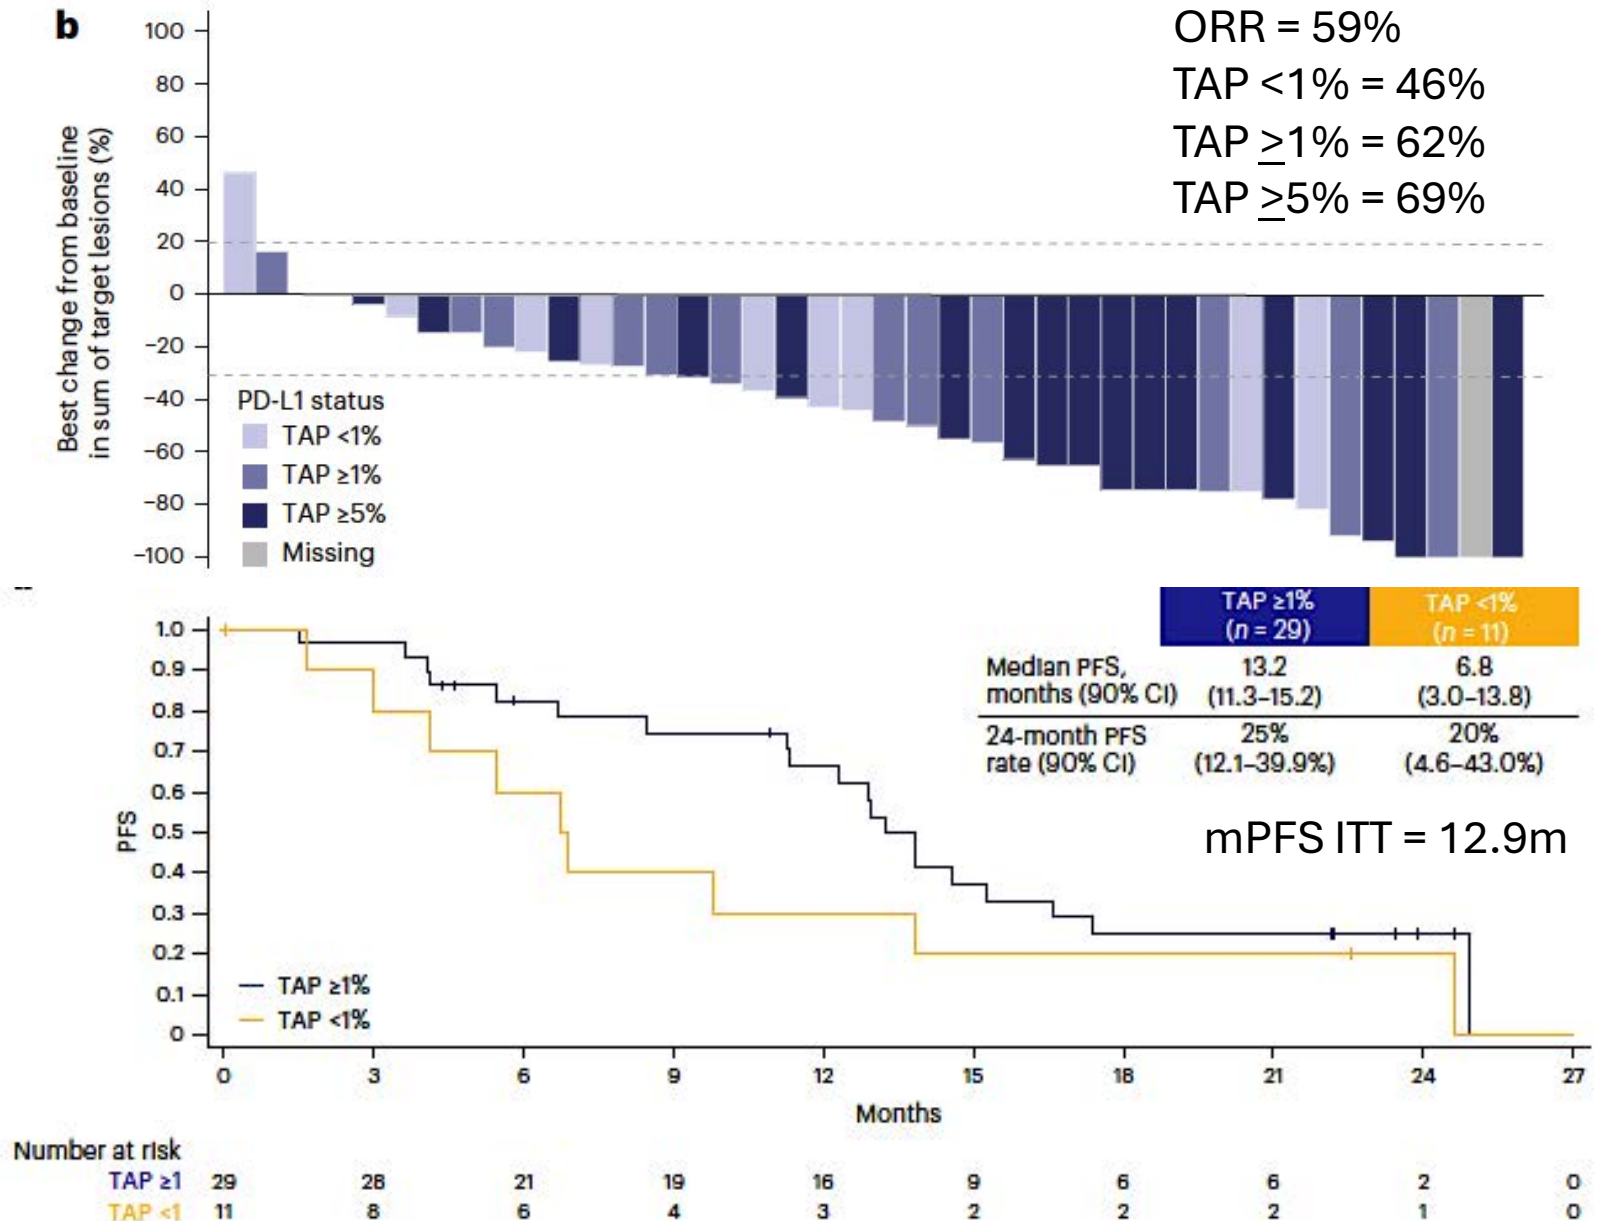 b
ORR = 59%
TAP <1% = 46%
TAP ≥1% = 62%
TAP ≥5% = 69%
Best change from baseline
in sum of target lesions (%)
100
80
60
40
20
0
−20
−40
−60
−80
−100
PD-L1 status
TAP <1%
TAP ≥1%
TAP ≥5%
Missing
TAP ≥1%
(n = 29)
TAP <1%
(n = 11)
Median PFS,
months (90% CI)
13.2
(11.3–15.2)
6.8
(3.0–13.8)
24-month PFS
rate (90% CI)
25%
(12.1–39.9%)
20%
(4.6–43.0%)
mPFS ITT = 12.9m
PFS
1.0
0.9
0.8
0.7
0.6
0.5
0.4
0.3
0.2
0.1
0
TAP ≥1%
TAP <1%
0 3 6 9 12 15 18 21 24 27
Months
Number at risk
TAP ≥1 29 28 21 19 16 9 6 6 2 0
TAP <1 11 8 6 4 3 2 2 2 1 0